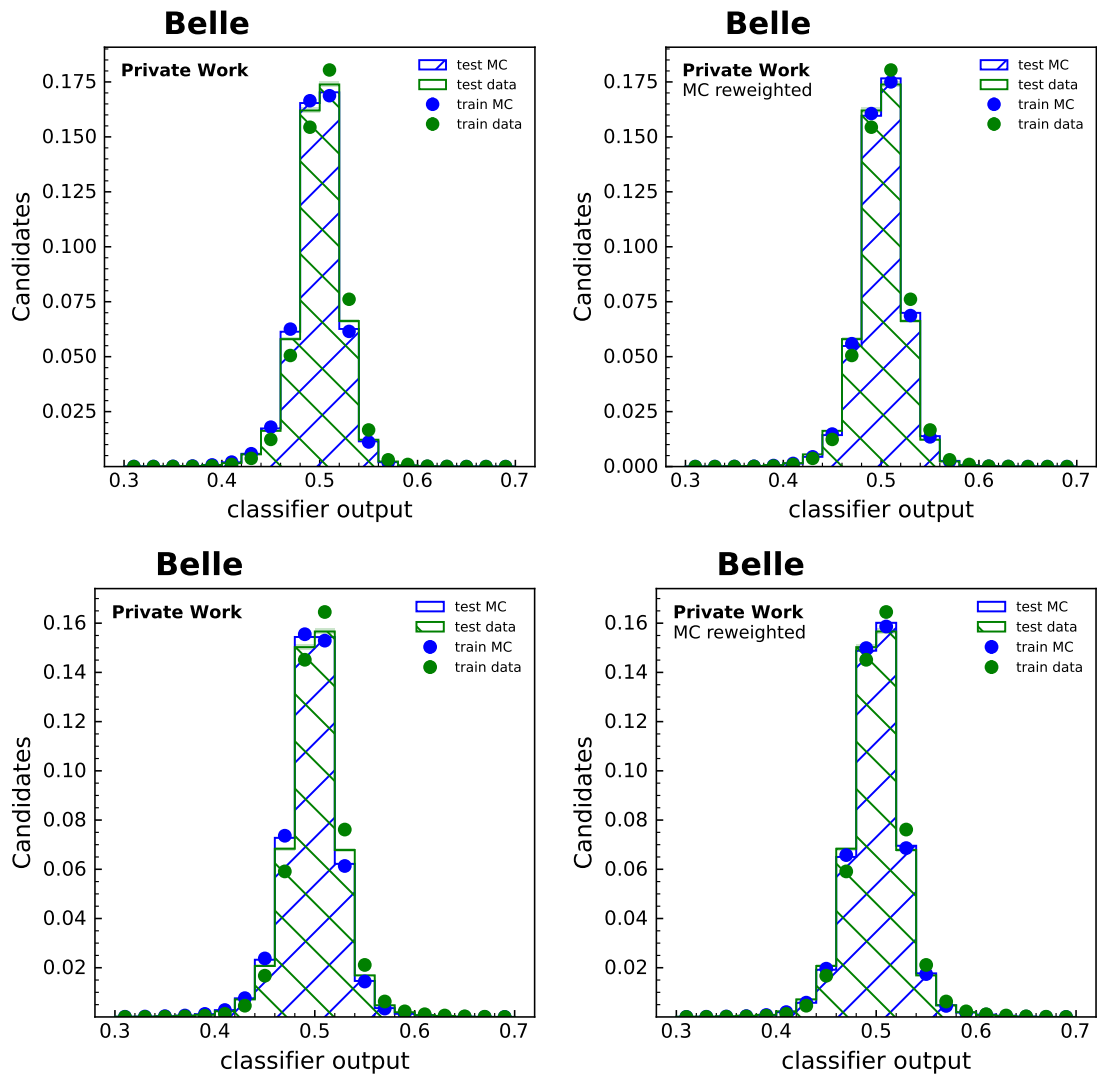 Belle
Private Work
test MC
test data
train MC
train data
0.175
0.150
0.125
0.100
0.075
0.050
0.025
Candidates
0.3 0.4 0.5 0.6 0.7
classifier output
Belle
Private Work
MC reweighted
test MC
test data
train MC
train data
0.175
0.150
0.125
0.100
0.075
0.050
0.025
0.000
Candidates
0.3 0.4 0.5 0.6 0.7
classifier output
Belle
Private Work
test MC
test data
train MC
train data
0.16
0.14
0.12
0.10
0.08
0.06
0.04
0.02
Candidates
0.3 0.4 0.5 0.6 0.7
classifier output
Belle
Private Work
MC reweighted
test MC
test data
train MC
train data
0.16
0.14
0.12
0.10
0.08
0.06
0.04
0.02
Candidates
0.3 0.4 0.5 0.6 0.7
classifier output